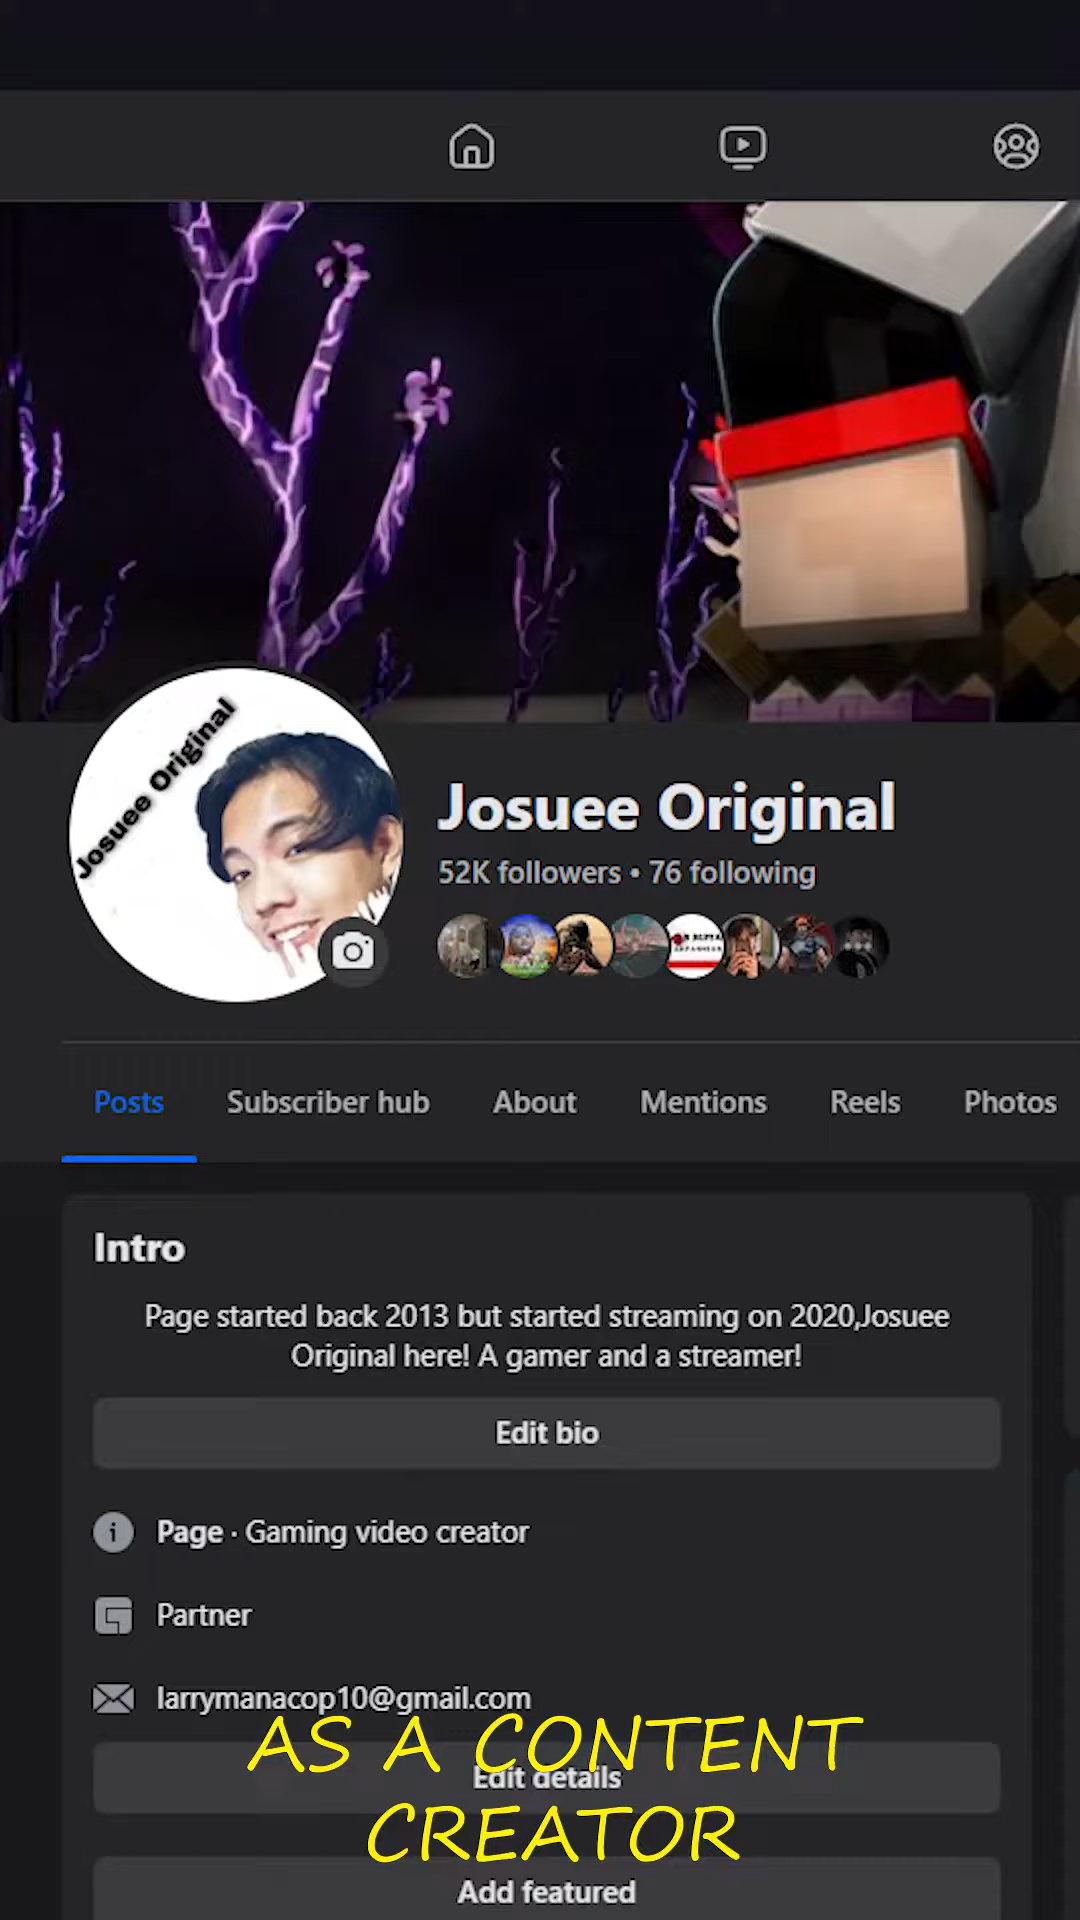 Josuee Original
Josuee Original
52K followers • 76 following
Posts
Subscriber hub
About
Mentions
Reels
Photos
Intro
Page started back 2013 but started streaming on 2020,Josuee
Original here! A gamer and a streamer!
Edit bio
Page · Gaming video creator
Partner
larrymanacop10@gmail.com
AS A CONTENT
Edit details
CREATOR
Add featured